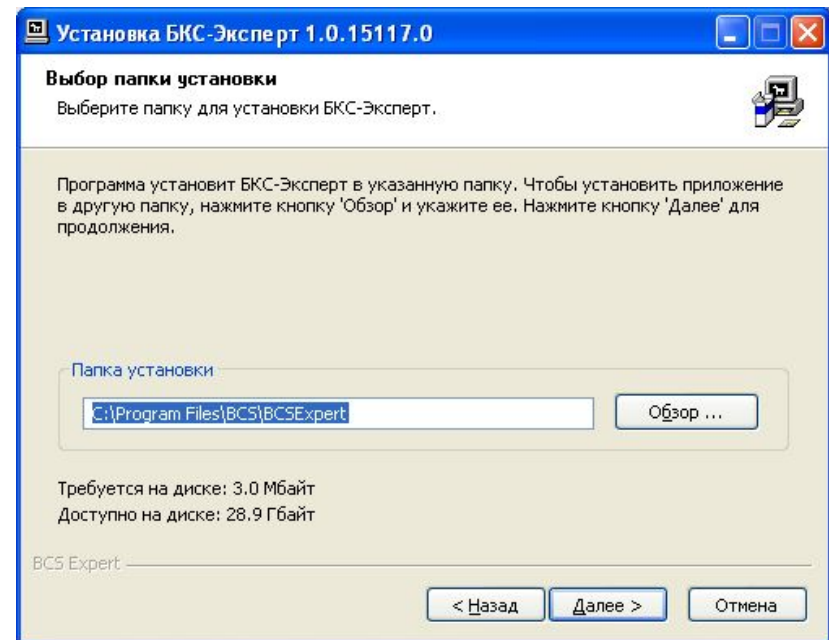 Установка БКС-Эксперт 1.0.15117.0
Выбор папки установки
Выберите папку для установки БКС-Эксперт.
Программа установит БКС-Эксперт в указанную папку. Чтобы установить приложение
в другую папку, нажмите кнопку 'Обзор' и укажите ее. Нажмите кнопку 'Далее' для
продолжения.
Папка установки
C:\Program Files\BCS\BCSExpert
Обзор ...
Требуется на диске: 3.0 Мбайт
Доступно на диске: 28.9 Гбайт
BCS Expert
< Назад Далее > Отмена